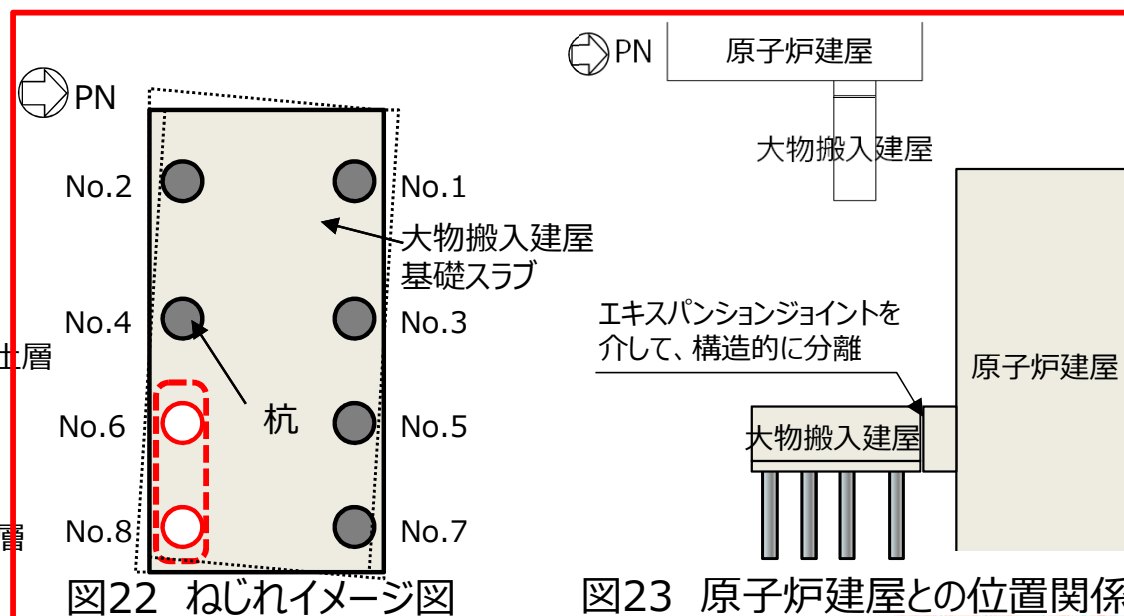 PN
No.2
No.1
大物搬入建屋
基礎スラブ
No.4
No.3
土層
杭
No.6
No.5
層
No.8
No.7
図22 ねじれイメージ図
PN
原子炉建屋
大物搬入建屋
エキスパンションジョイントを
介して、構造的に分離
原子炉建屋
大物搬入建屋
図23 原子炉建屋との位置関係